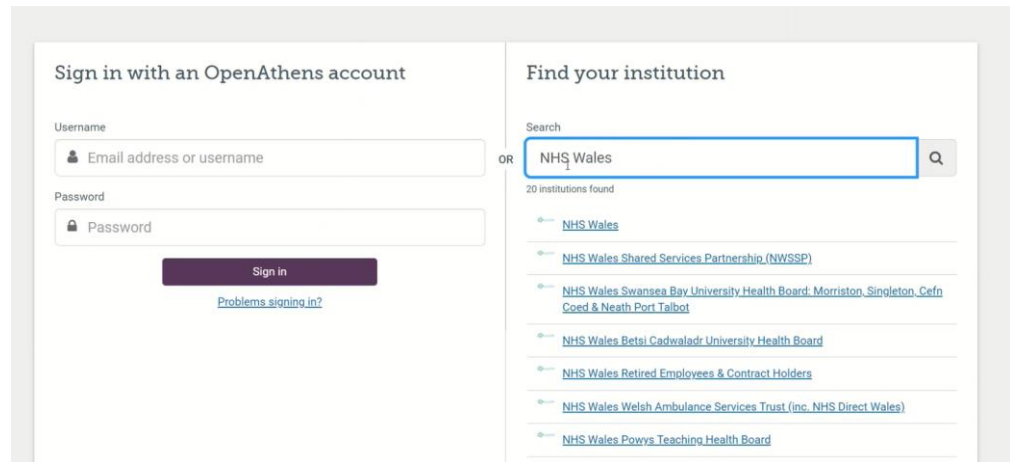 Sign in with an OpenAthens account
Username
Email address or username
Password
Password
Sign in
Problems signing in?
OR
Find your institution
Search
NHS Wales
20 institutions found
NHS Wales
NHS Wales Shared Services Partnership (NWSSP)
NHS Wales Swansea Bay University Health Board: Morriston, Singleton, Cefn
Coed & Neath Port Talbot
NHS Wales Betsi Cadwaladr University Health Board
NHS Wales Retired Employees & Contract Holders
NHS Wales Welsh Ambulance Services Trust (inc. NHS Direct Wales)
NHS Wales Powys Teaching Health Board